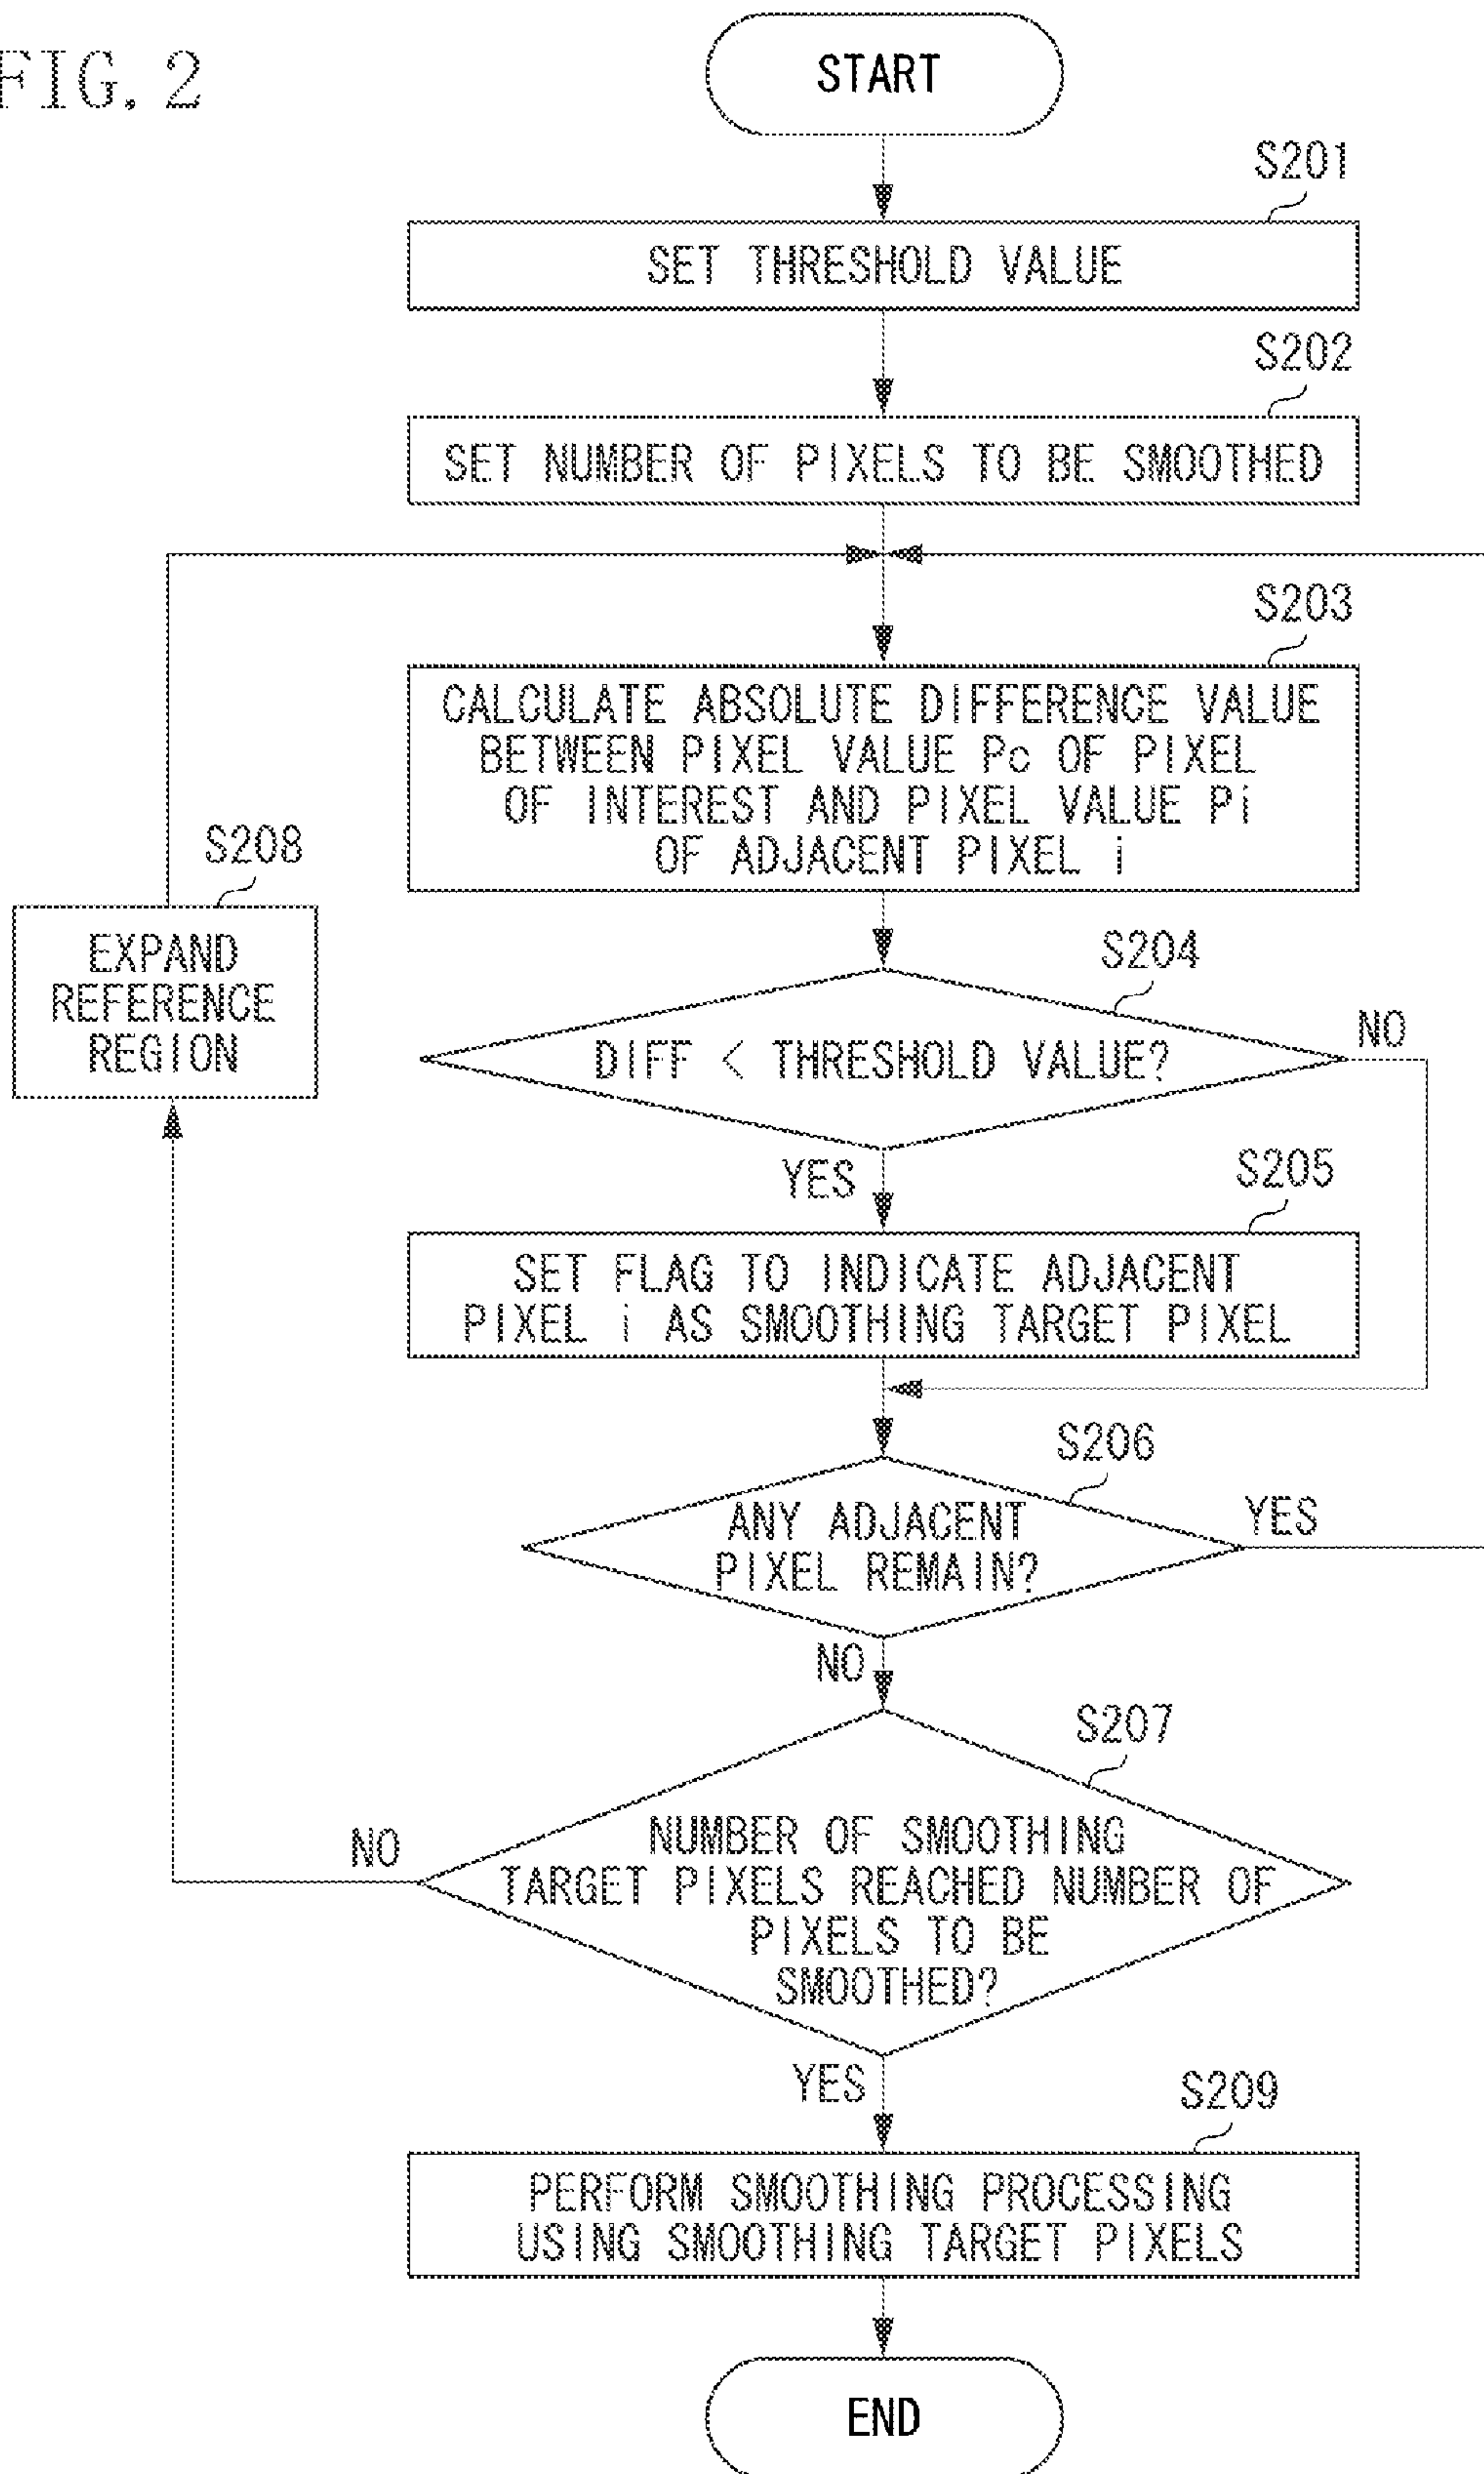 FIG. 2
START
S201
SET THRESHOLD VALUE
S202
SET NUMBER OF PIXELS TO BE SMOOTHED
S203
CALCULATE ABSOLUTE DIFFERENCE VALUE
BETWEEN PIXEL VALUE Pc OF PIXEL
OF INTEREST AND PIXEL VALUE Pi
OF ADJACENT PIXEL i
S208
EXPAND
REFERENCE
REGION
S204
DIFF < THRESHOLD VALUE?
NO
YES
S205
SET FLAG TO INDICATE ADJACENT
PIXEL i AS SMOOTHING TARGET PIXEL
S206
ANY ADJACENT
PIXEL REMAIN?
YES
NO
S207
NUMBER OF SMOOTHING
TARGET PIXELS REACHED NUMBER OF
PIXELS TO BE
SMOOTHED?
NO
YES
S209
PERFORM SMOOTHING PROCESSING
USING SMOOTHING TARGET PIXELS
END